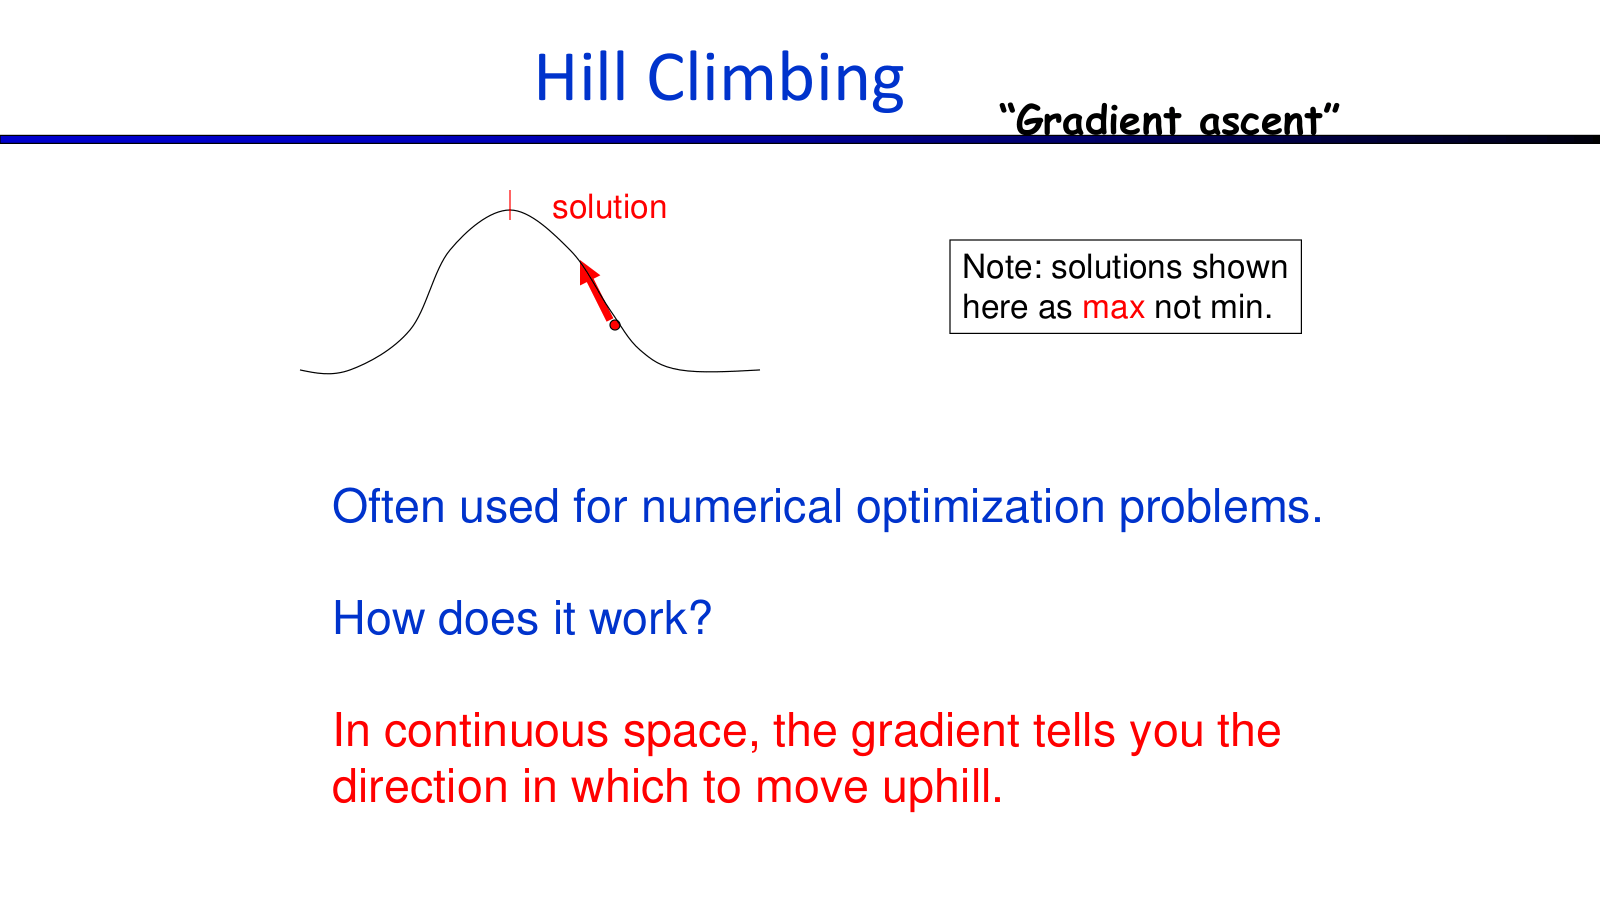 Hill Climbing
“Gradient ascent”
solution
Note: solutions shown
here as max not min.
Often used for numerical optimization problems.
How does it work?
In continuous space, the gradient tells you the
direction in which to move uphill.